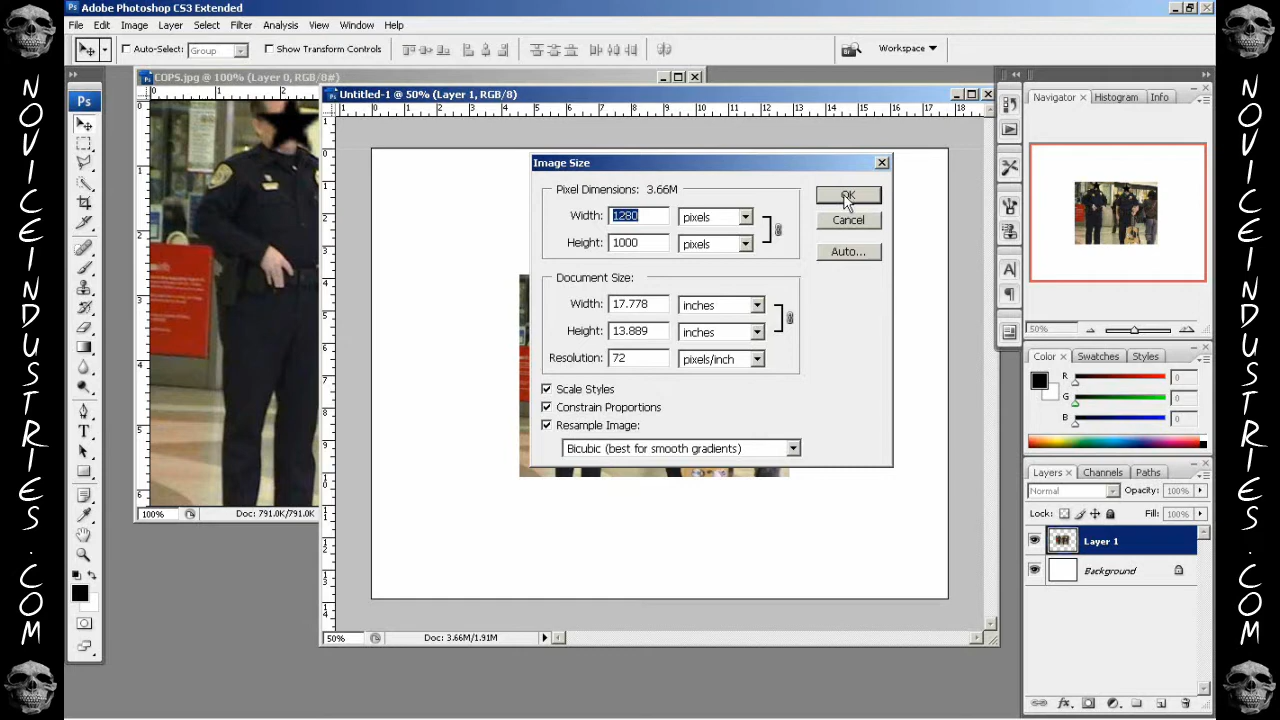 Adobe Photoshop CS3 Extended
File Edit Image Layer Select Filter Analysis View Window Help
Auto-Select: Group Show Transform Controls Workspace
COPS.jpg @ 100% (Layer 0, RGB/8#)
Untitled-1 @ 50% (Layer 1, RGB/8)
Ps
Image Size
Pixel Dimensions: 3.66M
Width: 1280 pixels
Height: 1000 pixels
OK
Cancel
Auto...
Document Size:
Width: 17.778 inches
Height: 13.889 inches
Resolution: 72 pixels/inch
Scale Styles
Constrain Proportions
Resample Image:
Bicubic (best for smooth gradients)
100% Doc: 791.0K/791.0K
50% Doc: 3.66M/1.91M
Navigator Histogram Info
50%
Color Swatches Styles
R 0
G 0
B 0
Layers Channels Paths
Normal Opacity: 100%
Lock: Fill: 100%
Layer 1
Background
NOVICEINDUSTRIES.COM
NOVICEINDUSTRIES.COM